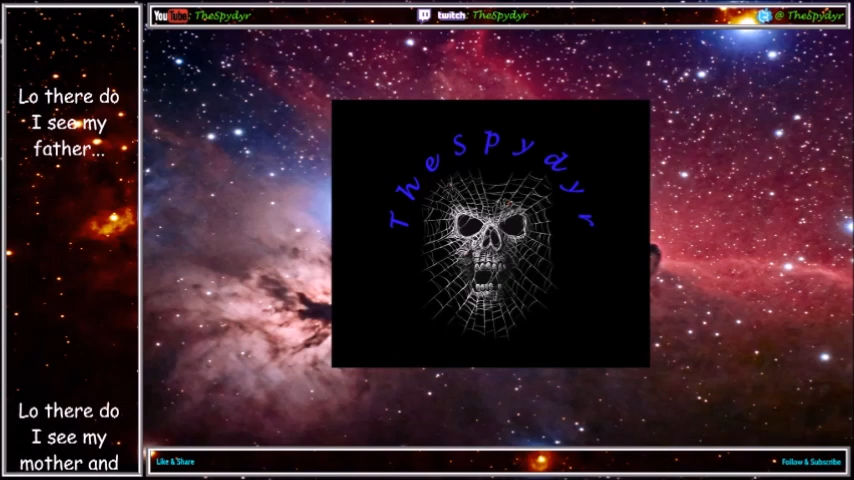 YouTube: TheSpydyr
twitch: TheSpydyr
@ TheSpydyr
Lo there do
I see my
father...
TheSpydyr
Lo there do
I see my
mother and
Like & Share
Follow & Subscribe